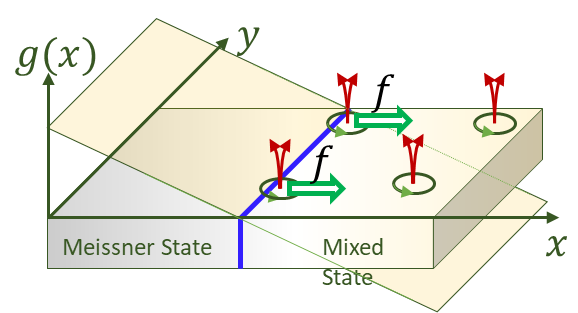 y
g(x)
f
f
Meissner State
Mixed
State
x